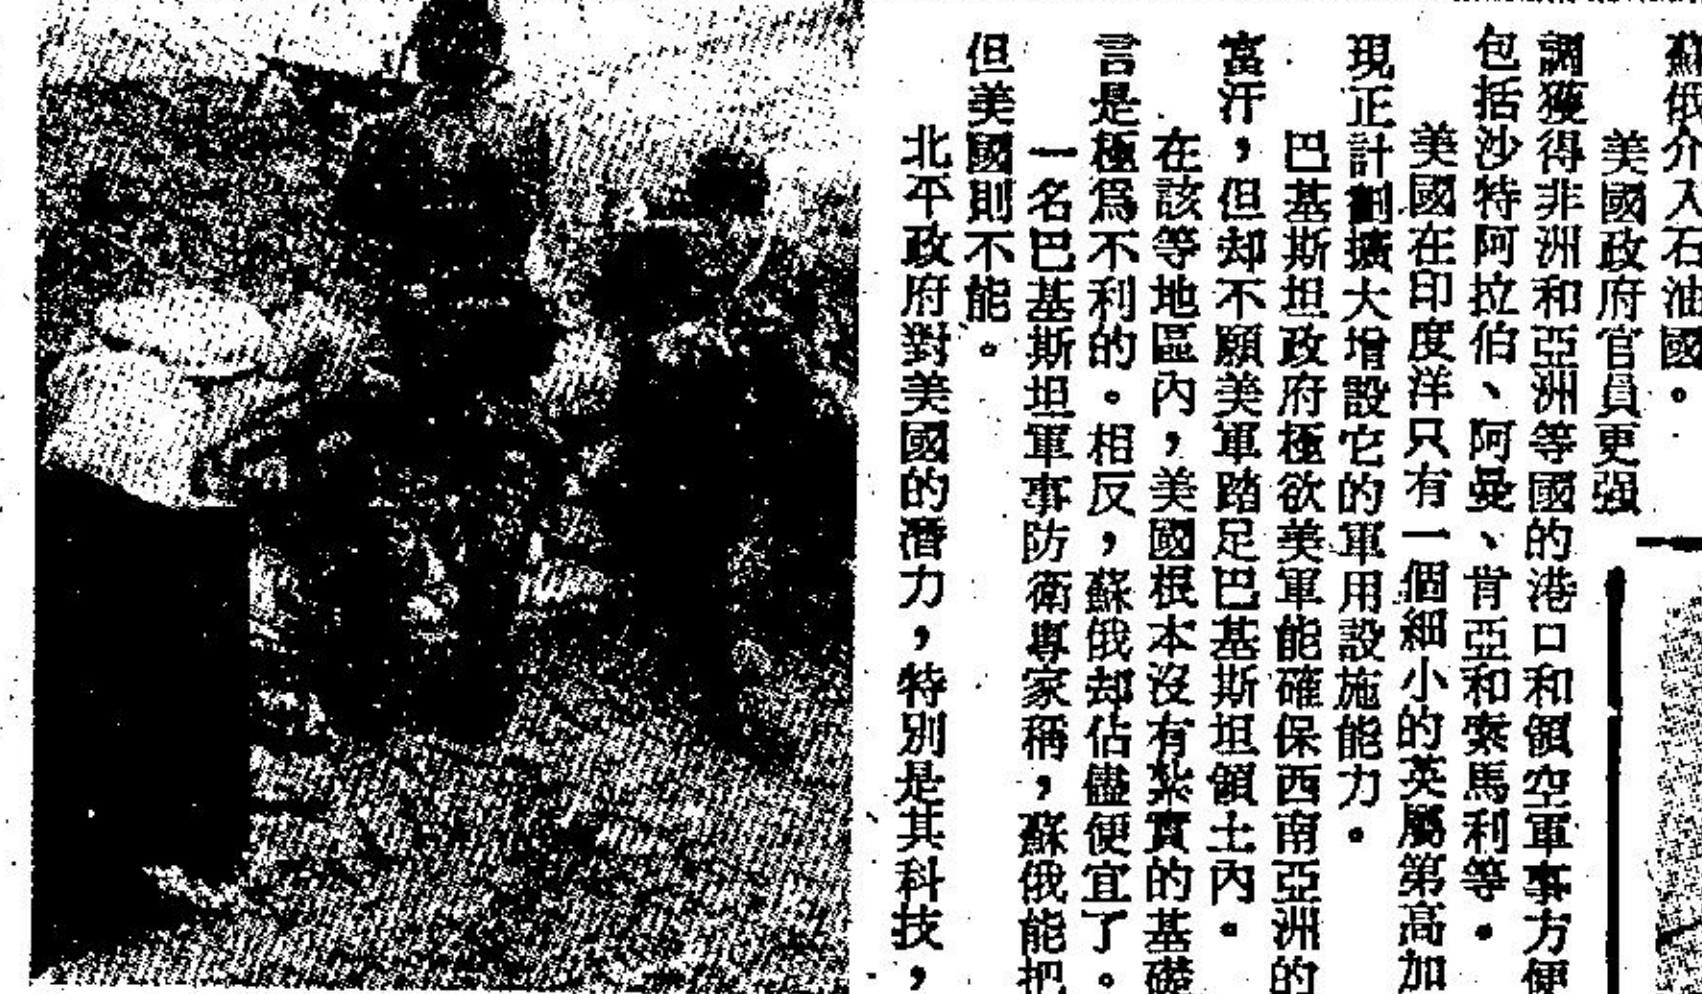 蘇俄介入石油國。
美國政府官員更强
調獲得非洲和亞洲等國的港口和領空軍事方便
包括沙特阿拉伯、阿曼、肯亞和索馬利等。
美國在印度洋只有一個細小的英屬第高加
現正計劃擴大增設它的軍用設施能力。
巴基斯坦政府極欲美軍能確保西南亞洲的
富汗，但却不願美軍踏足巴基斯坦領土內。
在該等地區內，美國根本沒有紮實的基礎
言是極爲不利的。相反，蘇俄却佔儘便宜了。
一名巴基斯坦軍事防衛專家稱，蘇俄能把
但美國則不能。
北平政府對美國的潛力，特別是其科技，